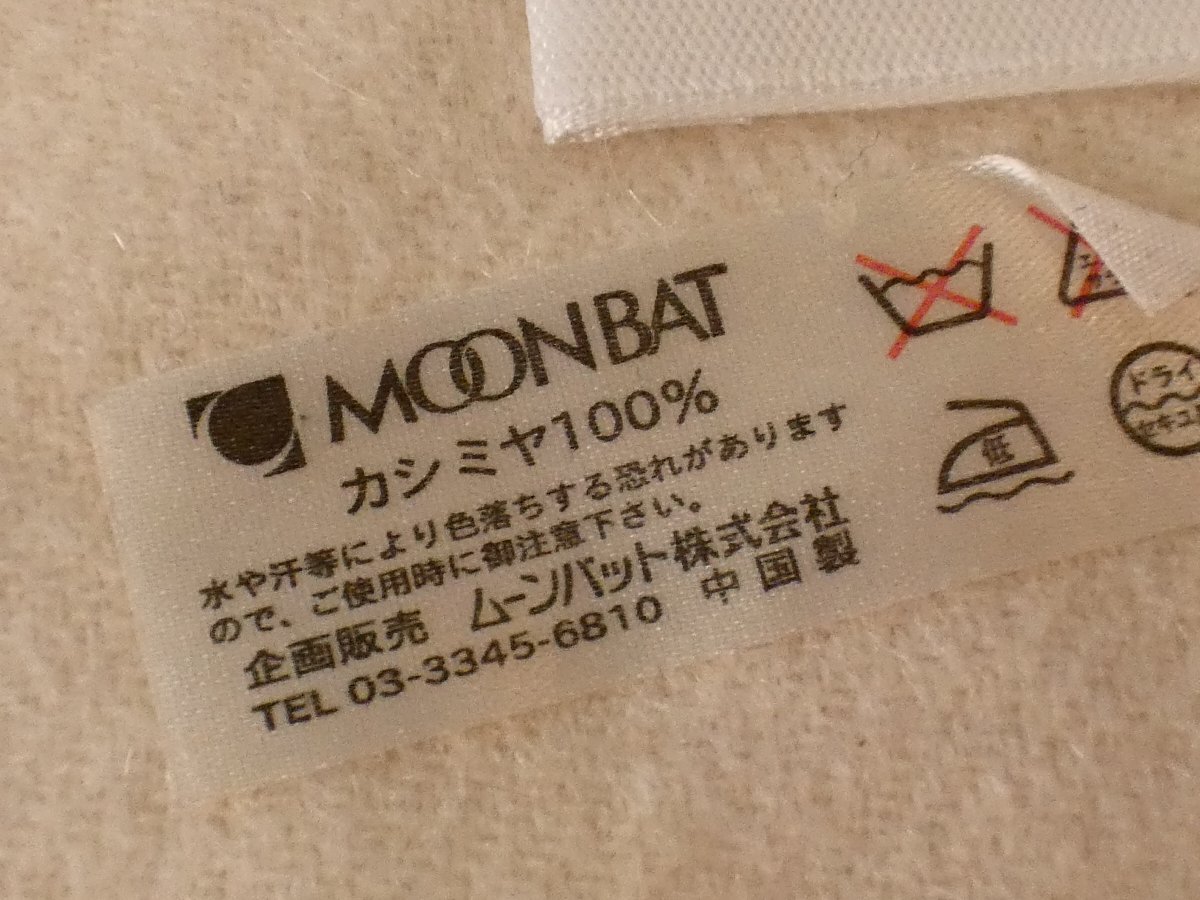 MOONBAT
カシミヤ100%
水や汗等により色落ちする恐れがあります
ので、ご使用時に御注意下さい。
企画販売 ムーンバット株式会社
TEL 03-3345-6810 中国製
低
ドライ